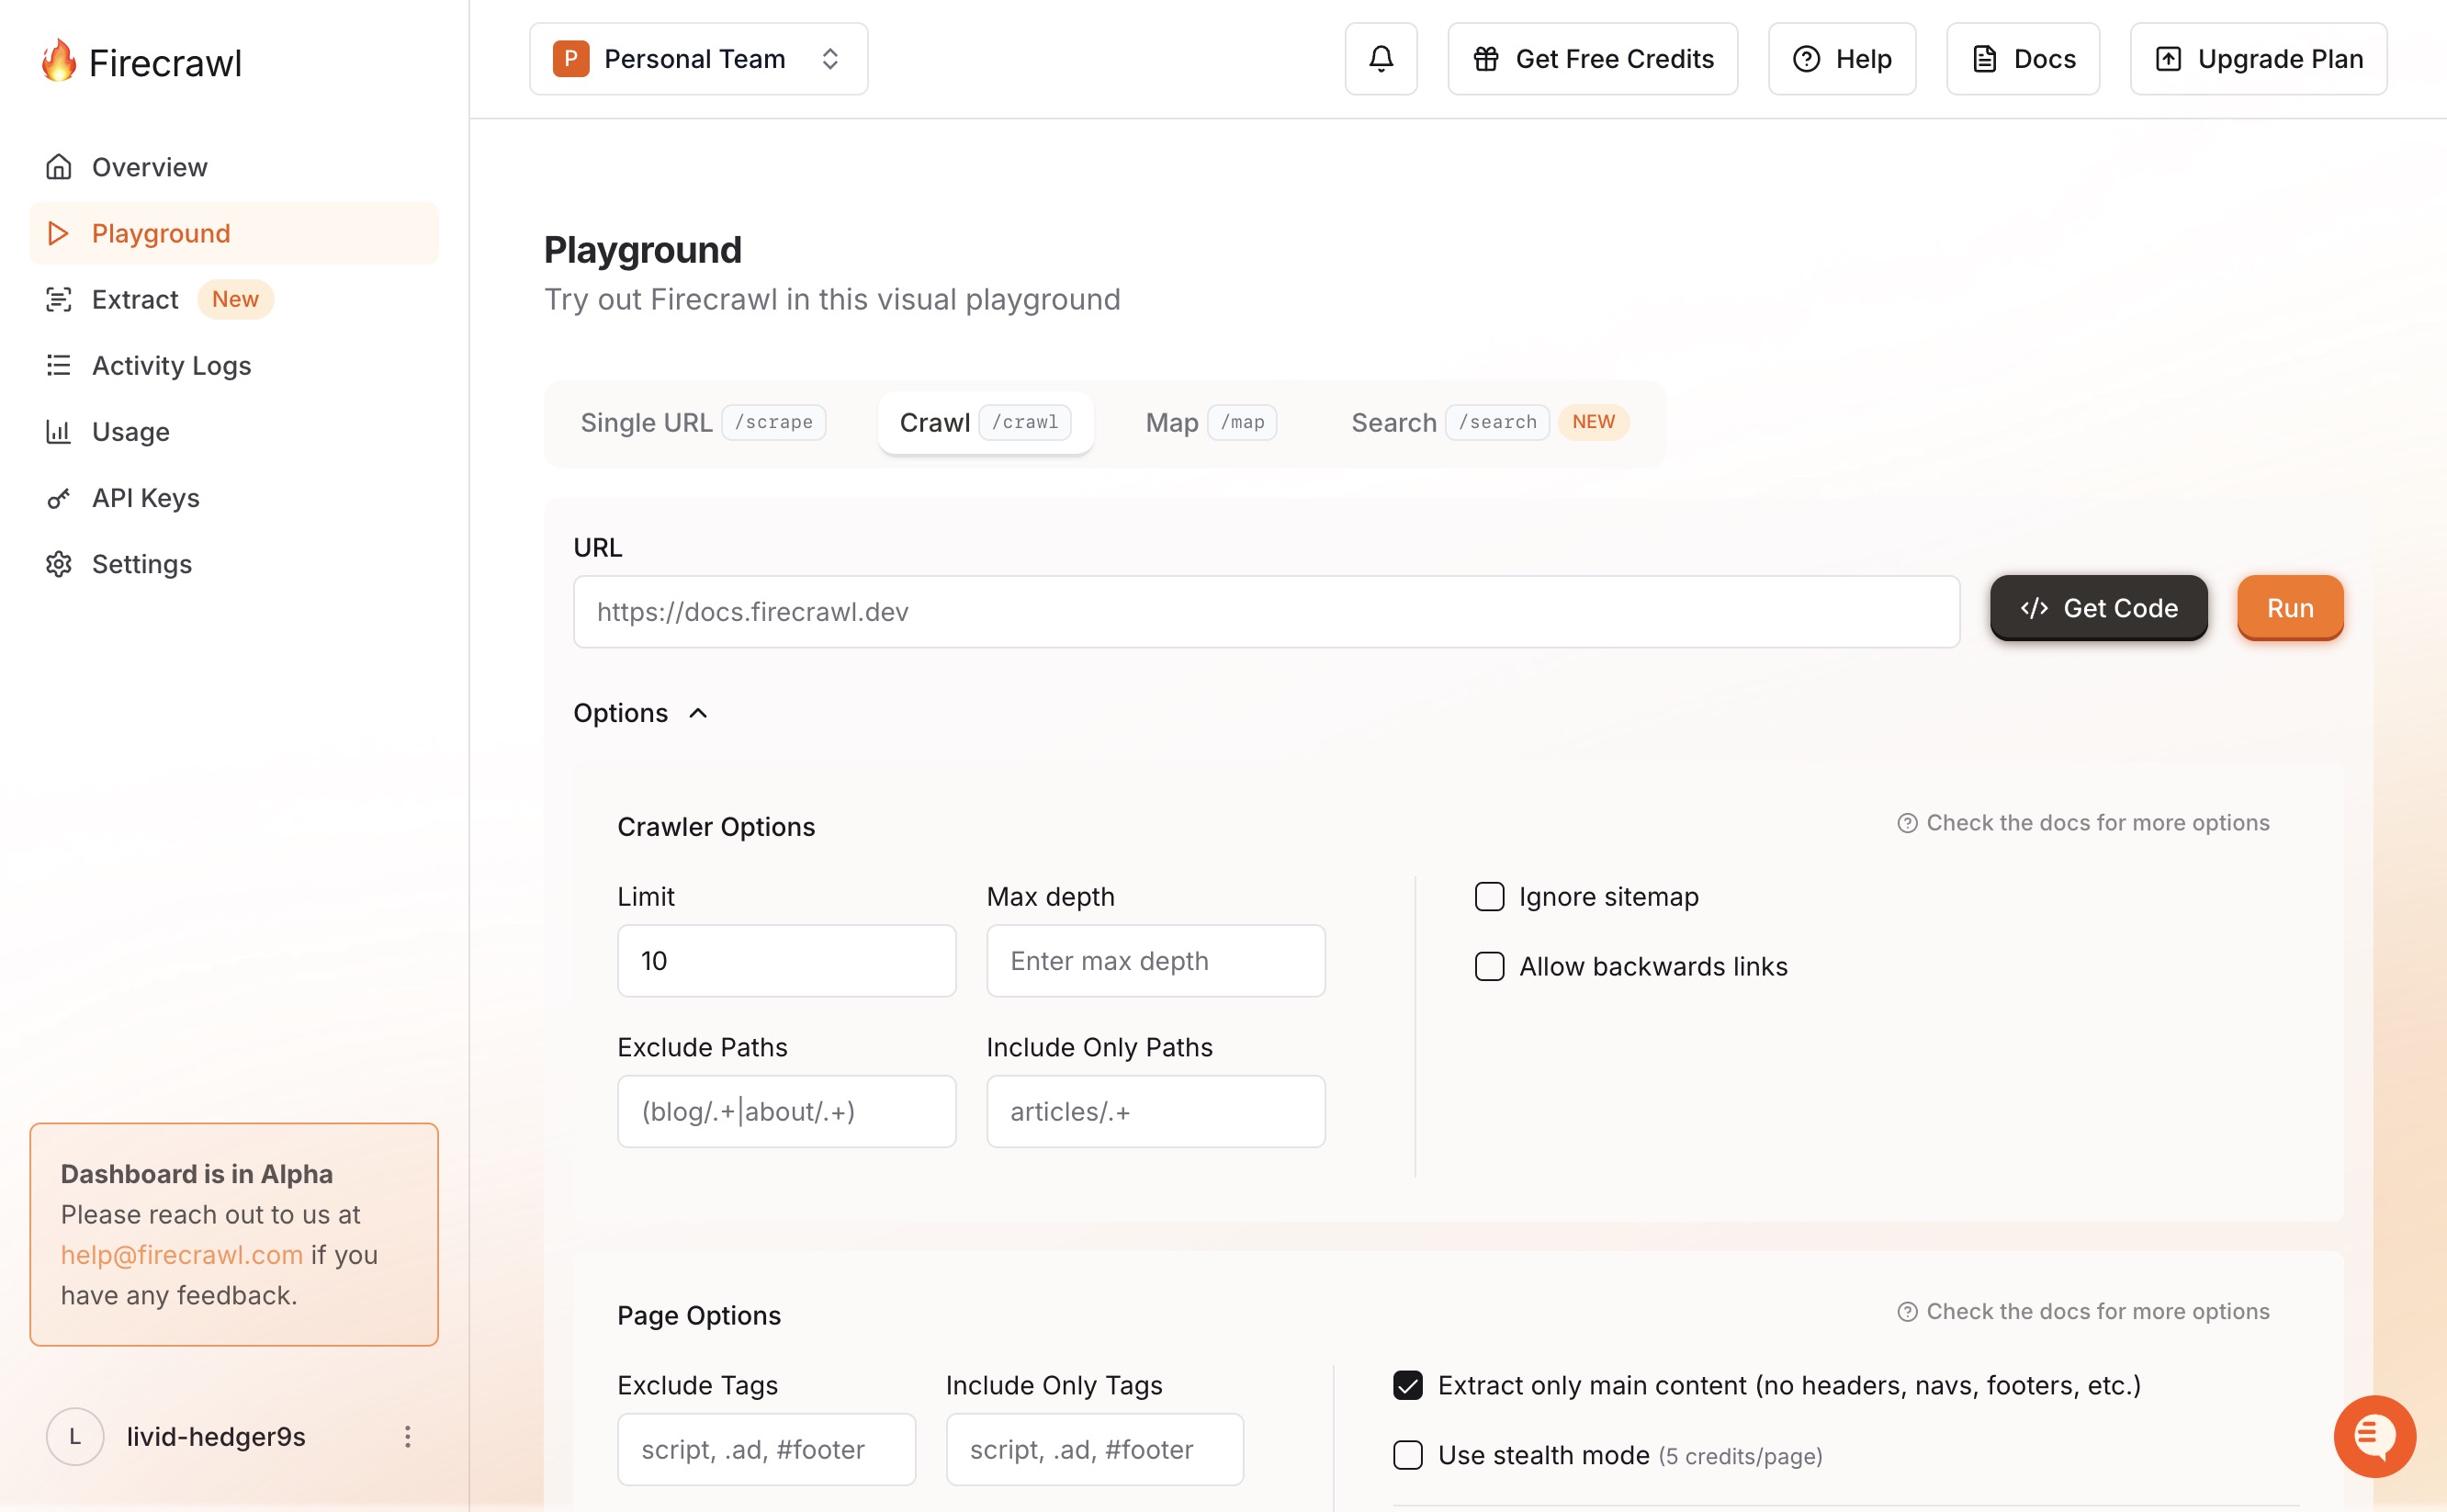 Firecrawl
P Personal Team
Get Free Credits
Help
Docs
Upgrade Plan
Overview
Playground
Extract New
Activity Logs
Usage
API Keys
Settings
Dashboard is in Alpha
Please reach out to us at
help@firecrawl.com if you
have any feedback.
L livid-hedger9s
Playground
Try out Firecrawl in this visual playground
Single URL /scrape
Crawl /crawl
Map /map
Search /search NEW
URL
https://docs.firecrawl.dev
</> Get Code
Run
Options
Crawler Options
Check the docs for more options
Limit
Max depth
10
Enter max depth
Ignore sitemap
Allow backwards links
Exclude Paths
Include Only Paths
(blog/.+|about/.+)
articles/.+
Page Options
Check the docs for more options
Exclude Tags
Include Only Tags
script, .ad, #footer
script, .ad, #footer
Extract only main content (no headers, navs, footers, etc.)
Use stealth mode (5 credits/page)